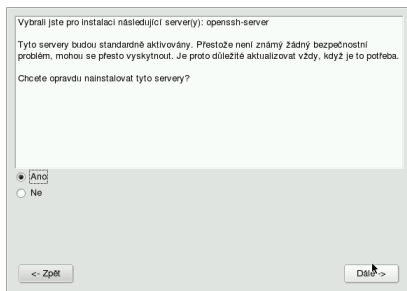 Vybrali jste pro instalaci následující server(y): openssh-server
Tyto servery budou standardně aktivovány. Přestože není známý žádný bezpečnostní
problém, mohou se přesto vyskytnout. Je proto důležité aktualizovat vždy, když je to potřeba.
Chcete opravdu nainstalovat tyto servery?
Ano
Ne
<- Zpět
Dále ->